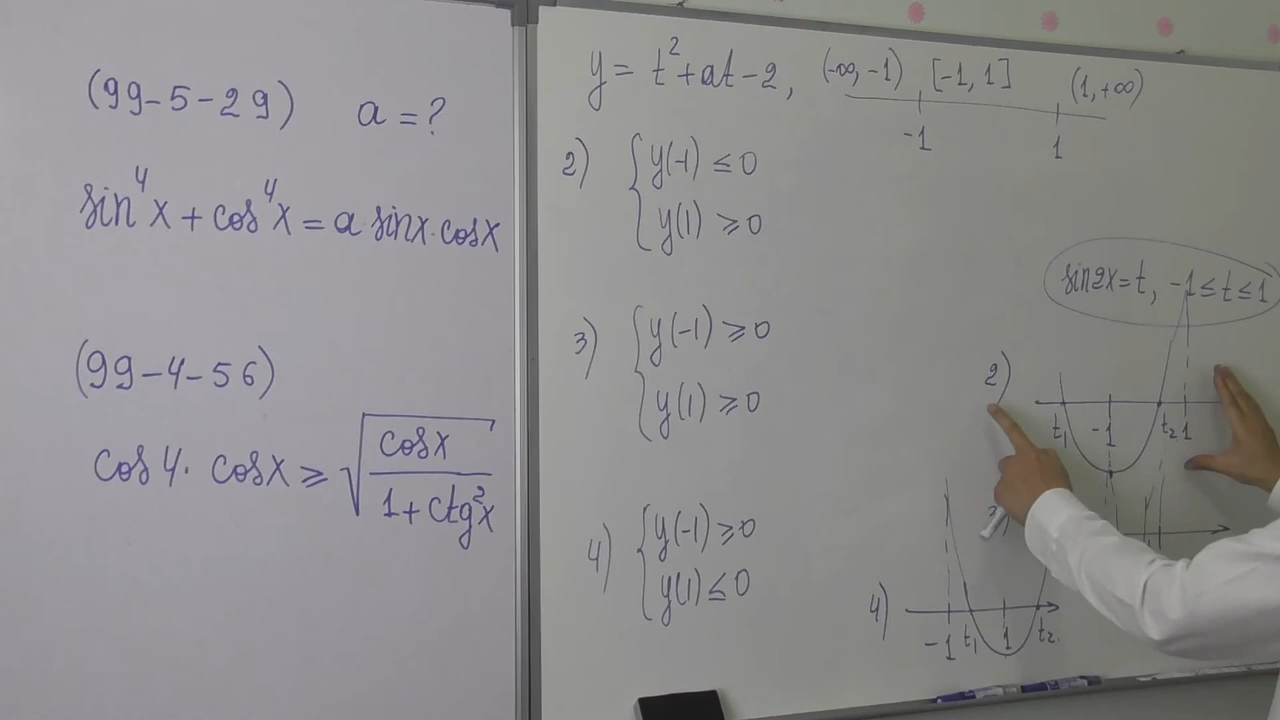 (99-5-29) a = ?
sin⁴x + cos⁴x = a sinx·cosx
(99-4-56)
cos 4 · cosx ≥ √(cosx / (1 + ctg²x))
y = t² + at - 2, (-∞, -1) [-1, 1] (1, +∞)
-1 1
2) { y(-1) ≤ 0
y(1) ≥ 0
sin2x = t, -1 ≤ t ≤ 1
3) { y(-1) ≥ 0
y(1) ≥ 0
2)
t₁ -1 t₂ 1
4) { y(-1) ≥ 0
y(1) ≤ 0
4)
-1 t₁ 1 t₂